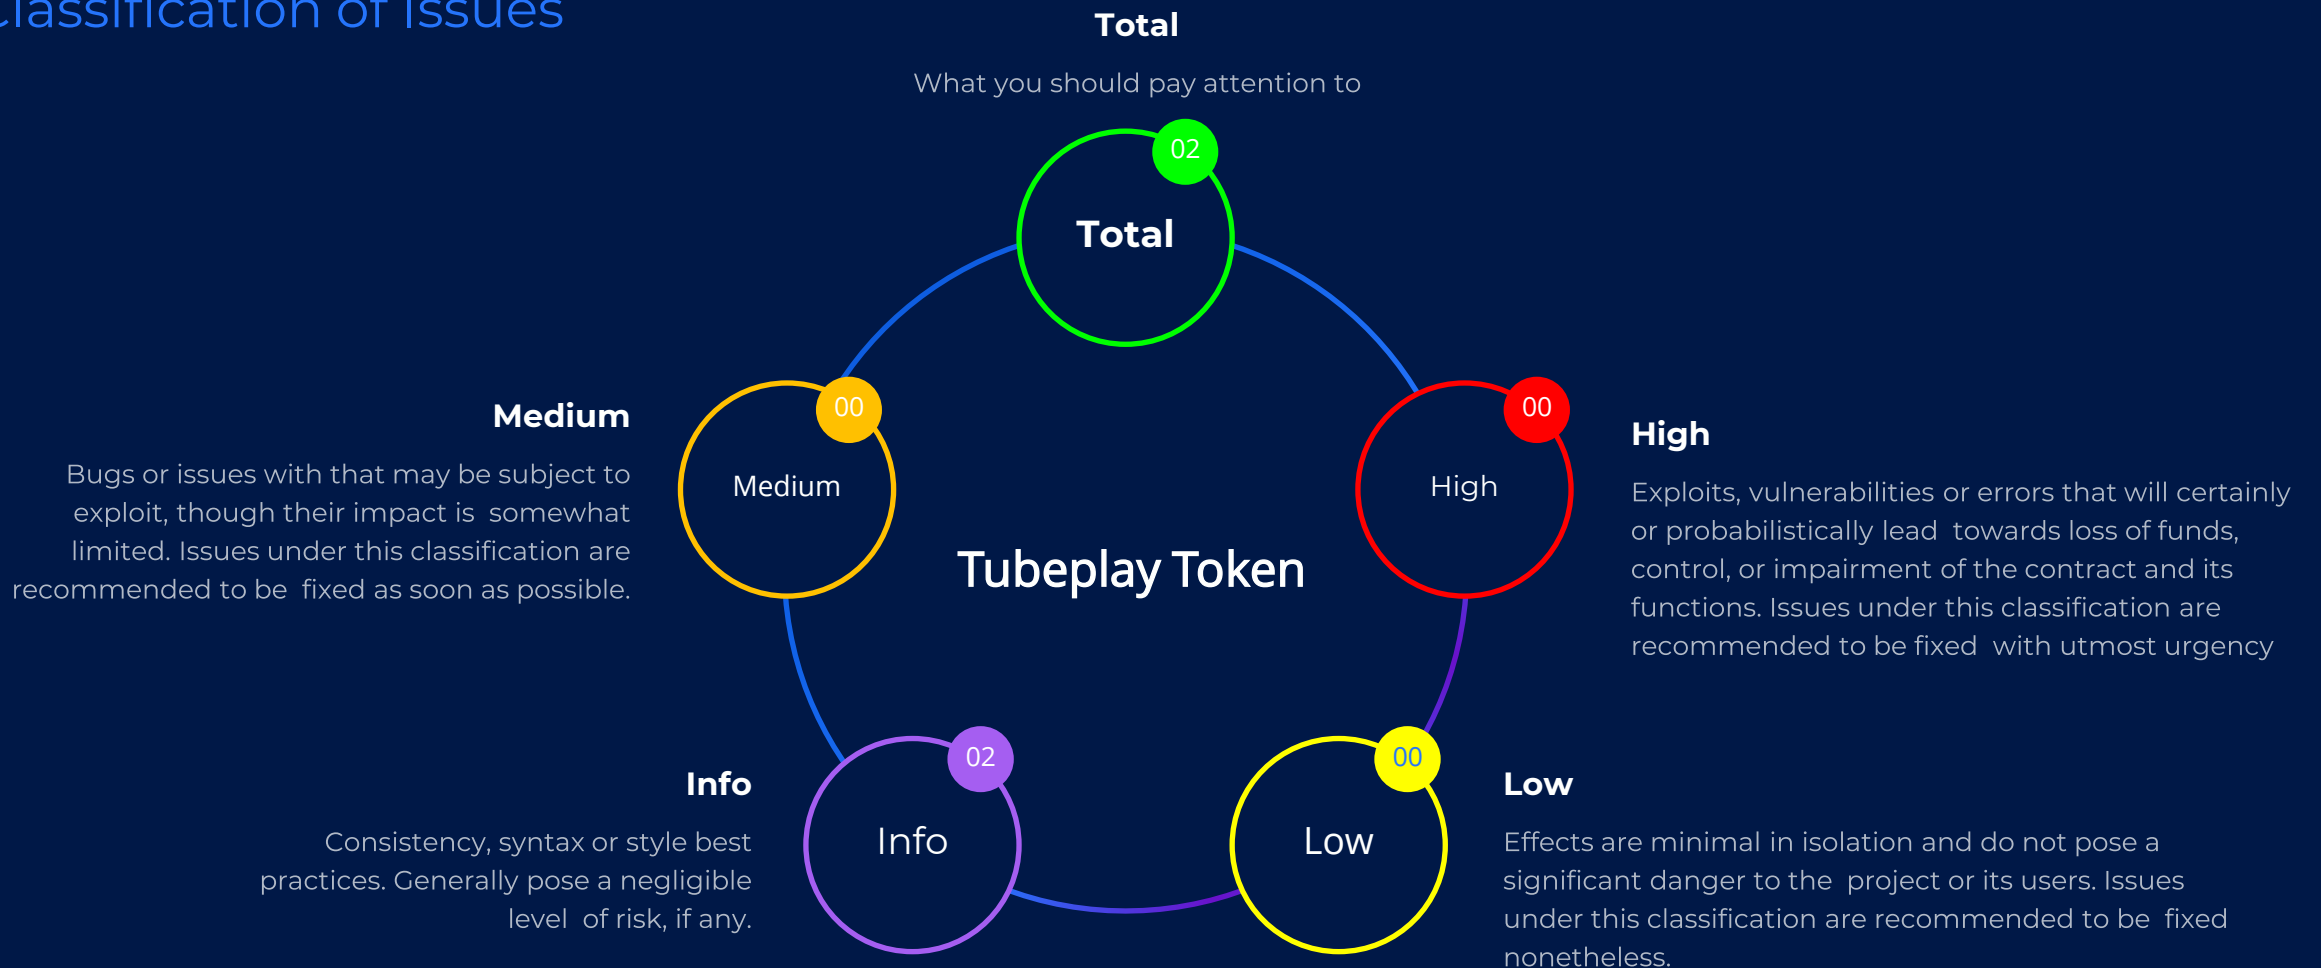 Classification of Issues
Total
What you should pay attention to
02
Total
Medium
Bugs or issues with that may be subject to
exploit, though their impact is  somewhat
limited. Issues under this classification are
recommended to be  fixed as soon as possible.
00
Medium
00
High
High
Exploits, vulnerabilities or errors that will certainly
or probabilistically lead  towards loss of funds,
control, or impairment of the contract and its
functions. Issues under this classification are
recommended to be fixed  with utmost urgency
Tubeplay Token
Info
Consistency, syntax or style best
practices. Generally pose a negligible
level  of risk, if any.
02
Info
00
Low
Low
Effects are minimal in isolation and do not pose a
significant danger to the  project or its users. Issues
under this classification are recommended to be  fixed
nonetheless.